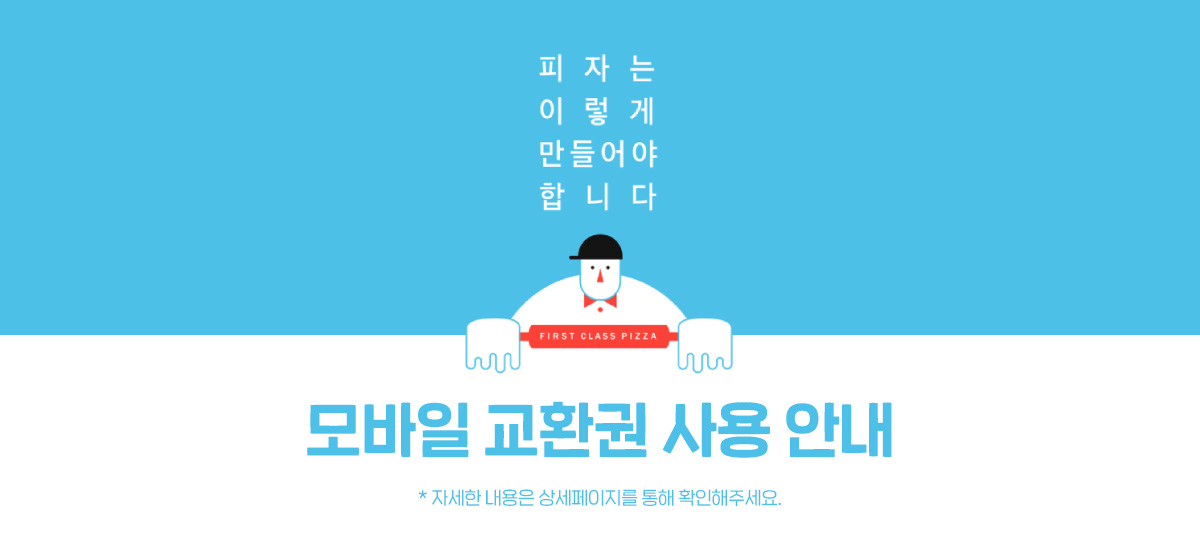 피자는
이렇게
만들어야
합니다
FIRST CLASS PIZZA
모바일 교환권 사용 안내
* 자세한 내용은 상세페이지를 통해 확인해주세요.